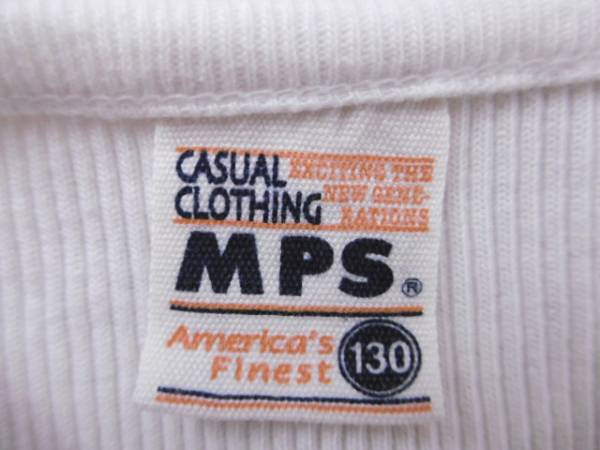 CASUAL
CLOTHING
EXCITING THE
NEW GENE-
RATIONS
MPS®
America's
Finest
130